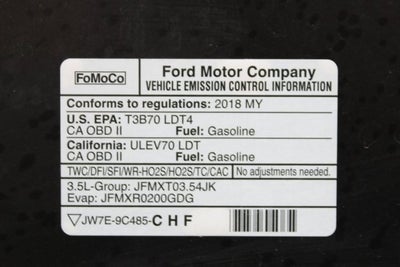 FoMoCo
Ford Motor Company
VEHICLE EMISSION CONTROL INFORMATION
Conforms to regulations: 2018 MY
U.S. EPA: T3B70 LDT4
CA OBD II Fuel: Gasoline
California: ULEV70 LDT
CA OBD II Fuel: Gasoline
TWC/DFI/SFI/WR-HO2S/HO2S/TC/CAC No adjustments needed.
3.5L-Group: JFMXT03.54JK
Evap: JFMXR0200GDG
JW7E-9C485-CHF